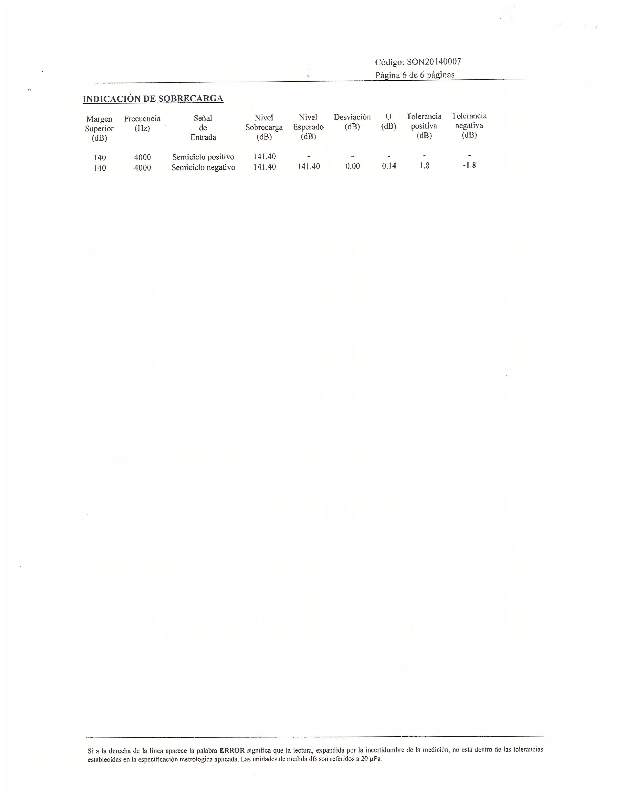 Código: SON20140007
Página 6 de 6 páginas
INDICACIÓN DE SOBRECARGA
Margen Frecuencia Señal Nivel Nivel Desviación U Tolerancia Tolerancia
Superior (Hz) de Sobrecarga Esperado (dB) (dB) positiva negativa
(dB) Entrada (dB) (dB) (dB) (dB)
140 4000 Semiciclo positivo 141.40 - - - - -
140 4000 Semiciclo negativo 141.40 141.40 0.00 0.14 1.8 -1.8
Si a la derecha de la línea aparece la palabra ERROR significa que la lectura, expandida por la incertidumbre de la medición, no está dentro de las tolerancias
establecidas en la especificación metrológica aplicada. Las unidades de medida dB son referidos a 20 µPa.